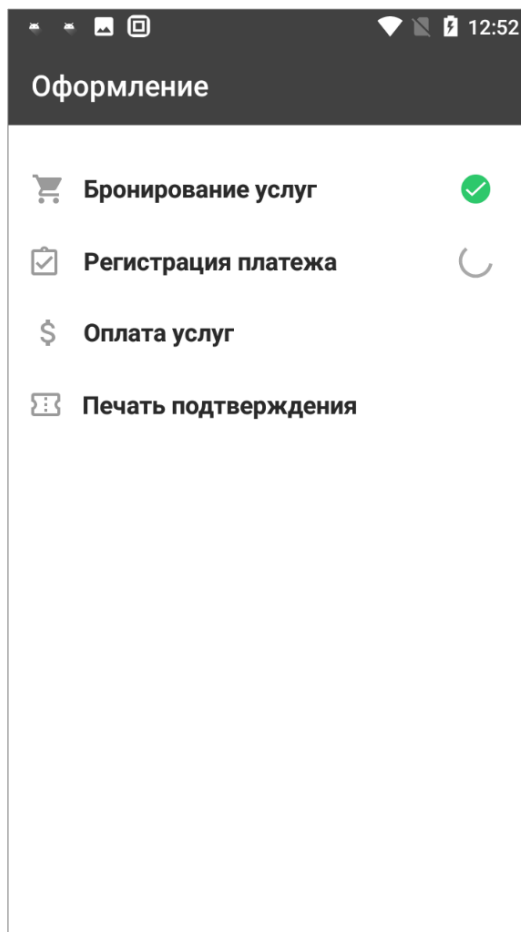 12:52
Оформление
Бронирование услуг
Регистрация платежа
Оплата услуг
Печать подтверждения